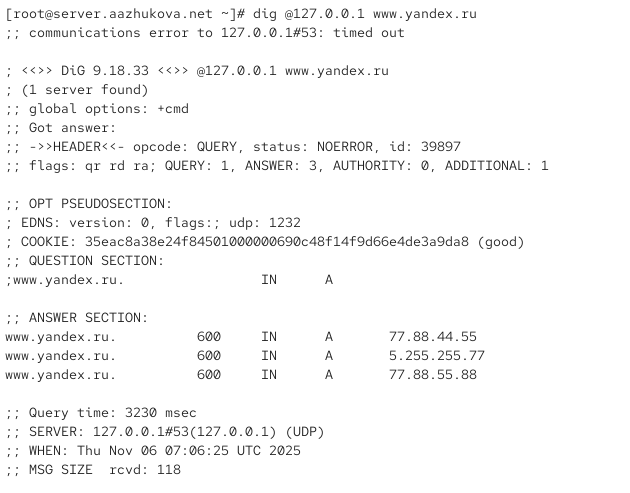 [root@server.aazhukova.net ~]# dig @127.0.0.1 www.yandex.ru
;; communications error to 127.0.0.1#53: timed out

; <<>> DiG 9.18.33 <<>> @127.0.0.1 www.yandex.ru
; (1 server found)
;; global options: +cmd
;; Got answer:
;; ->>HEADER<<- opcode: QUERY, status: NOERROR, id: 39897
;; flags: qr rd ra; QUERY: 1, ANSWER: 3, AUTHORITY: 0, ADDITIONAL: 1

;; OPT PSEUDOSECTION:
; EDNS: version: 0, flags:; udp: 1232
; COOKIE: 35eac8a38e24f84501000000690c48f14f9d66e4de3a9da8 (good)
;; QUESTION SECTION:
;www.yandex.ru.                 IN      A

;; ANSWER SECTION:
www.yandex.ru.          600     IN      A       77.88.44.55
www.yandex.ru.          600     IN      A       5.255.255.77
www.yandex.ru.          600     IN      A       77.88.55.88

;; Query time: 3230 msec
;; SERVER: 127.0.0.1#53(127.0.0.1) (UDP)
;; WHEN: Thu Nov 06 07:06:25 UTC 2025
;; MSG SIZE  rcvd: 118